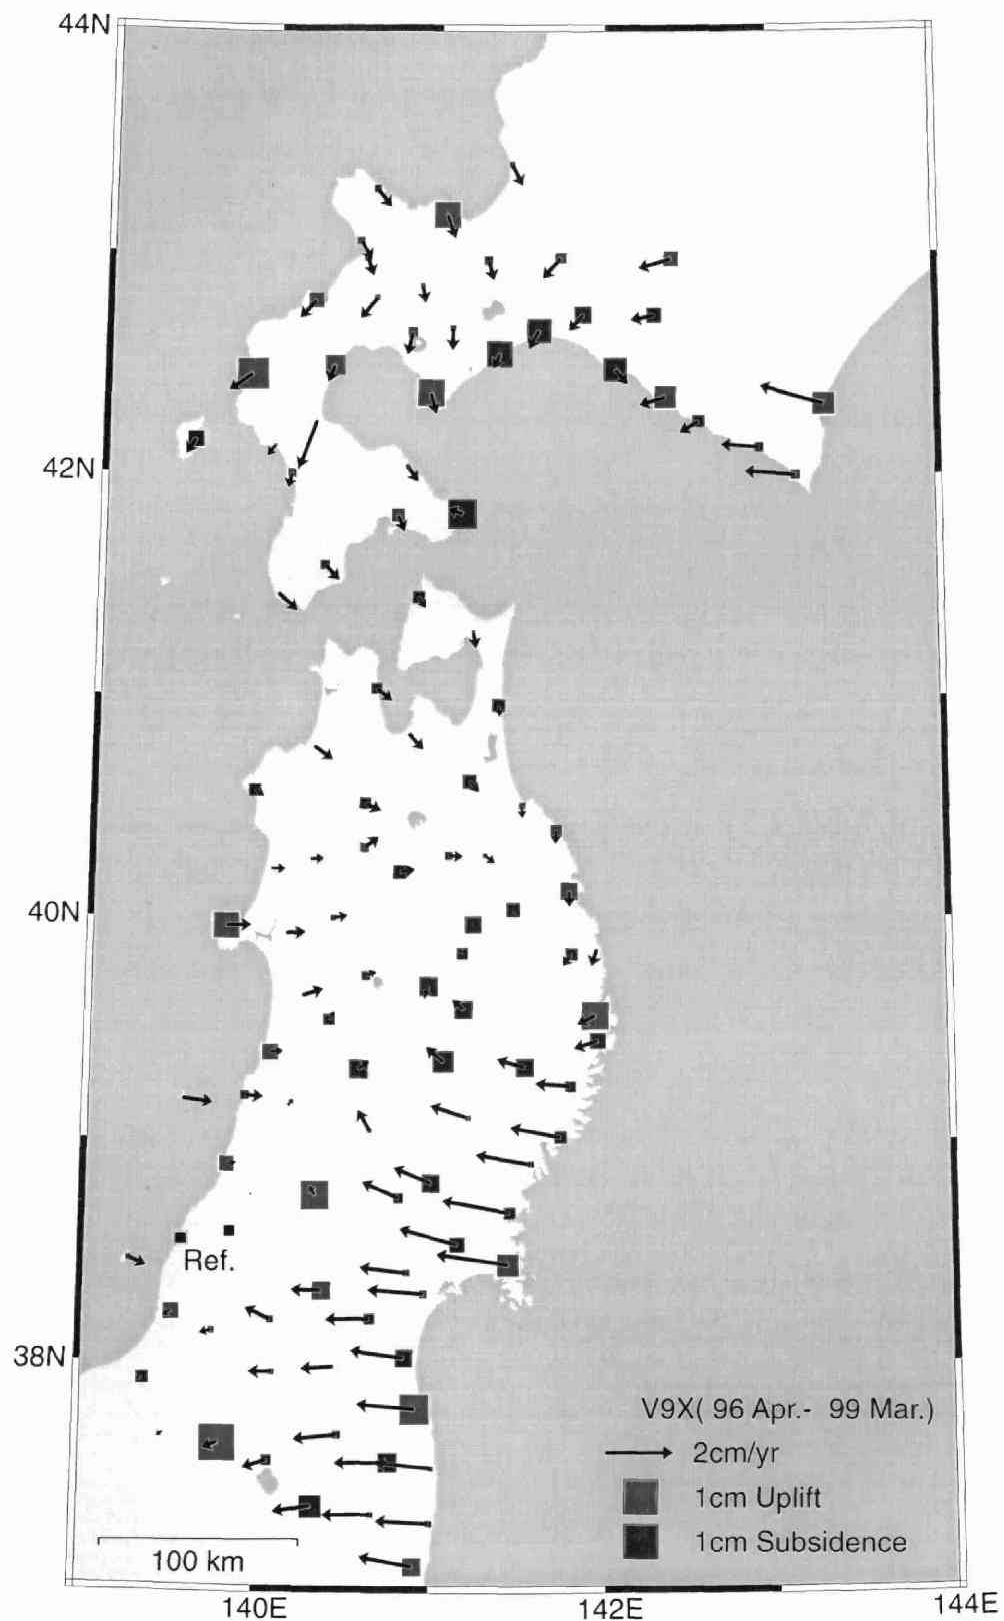 44N
42N
40N
Ref.
38N
V9X( 96 Apr.- 99 Mar.)
2cm/yr
1cm Uplift
1cm Subsidence
100 km
140E
142E
144E